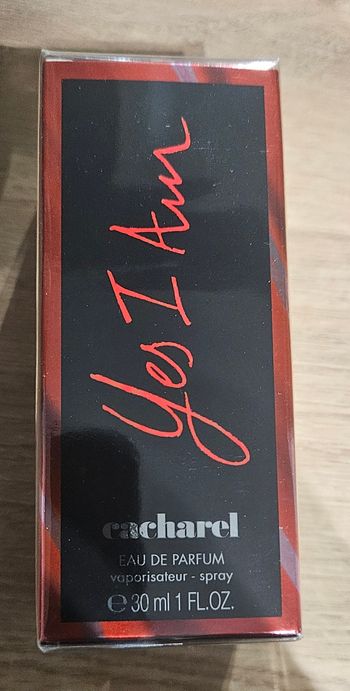 Yes I Am
cacharel
EAU DE PARFUM
vaporisateur - spray
℮ 30 ml 1 FL.OZ.